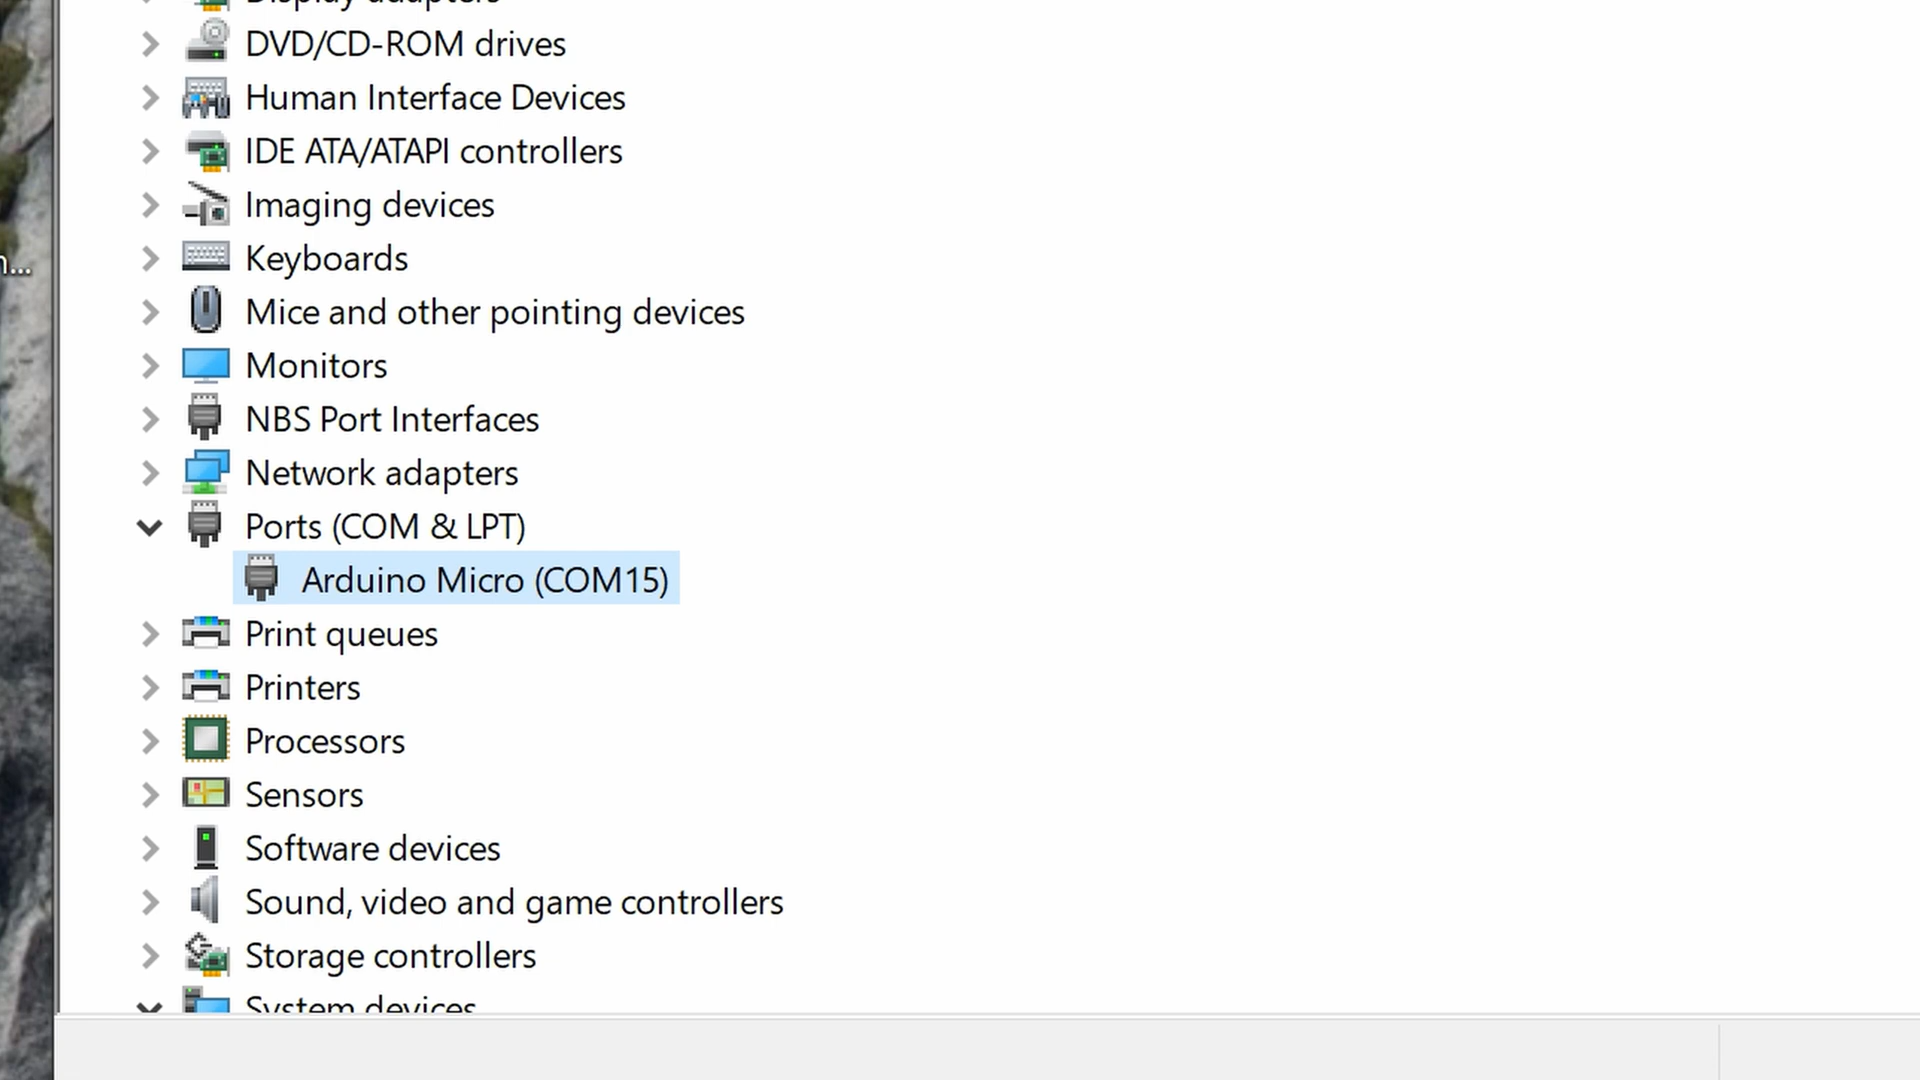 Display adapters
DVD/CD-ROM drives
Human Interface Devices
IDE ATA/ATAPI controllers
Imaging devices
Keyboards
Mice and other pointing devices
Monitors
NBS Port Interfaces
Network adapters
Ports (COM & LPT)
Arduino Micro (COM15)
Print queues
Printers
Processors
Sensors
Software devices
Sound, video and game controllers
Storage controllers
System devices